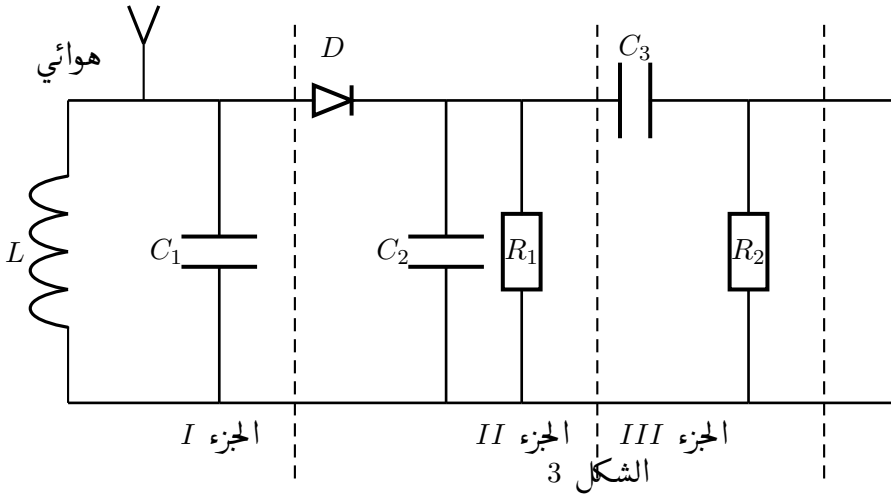 D
C₃
هوائي
L
C₁
C₂
R₁
R₂
الجزء I
الجزء II
الجزء III
الشكل 3